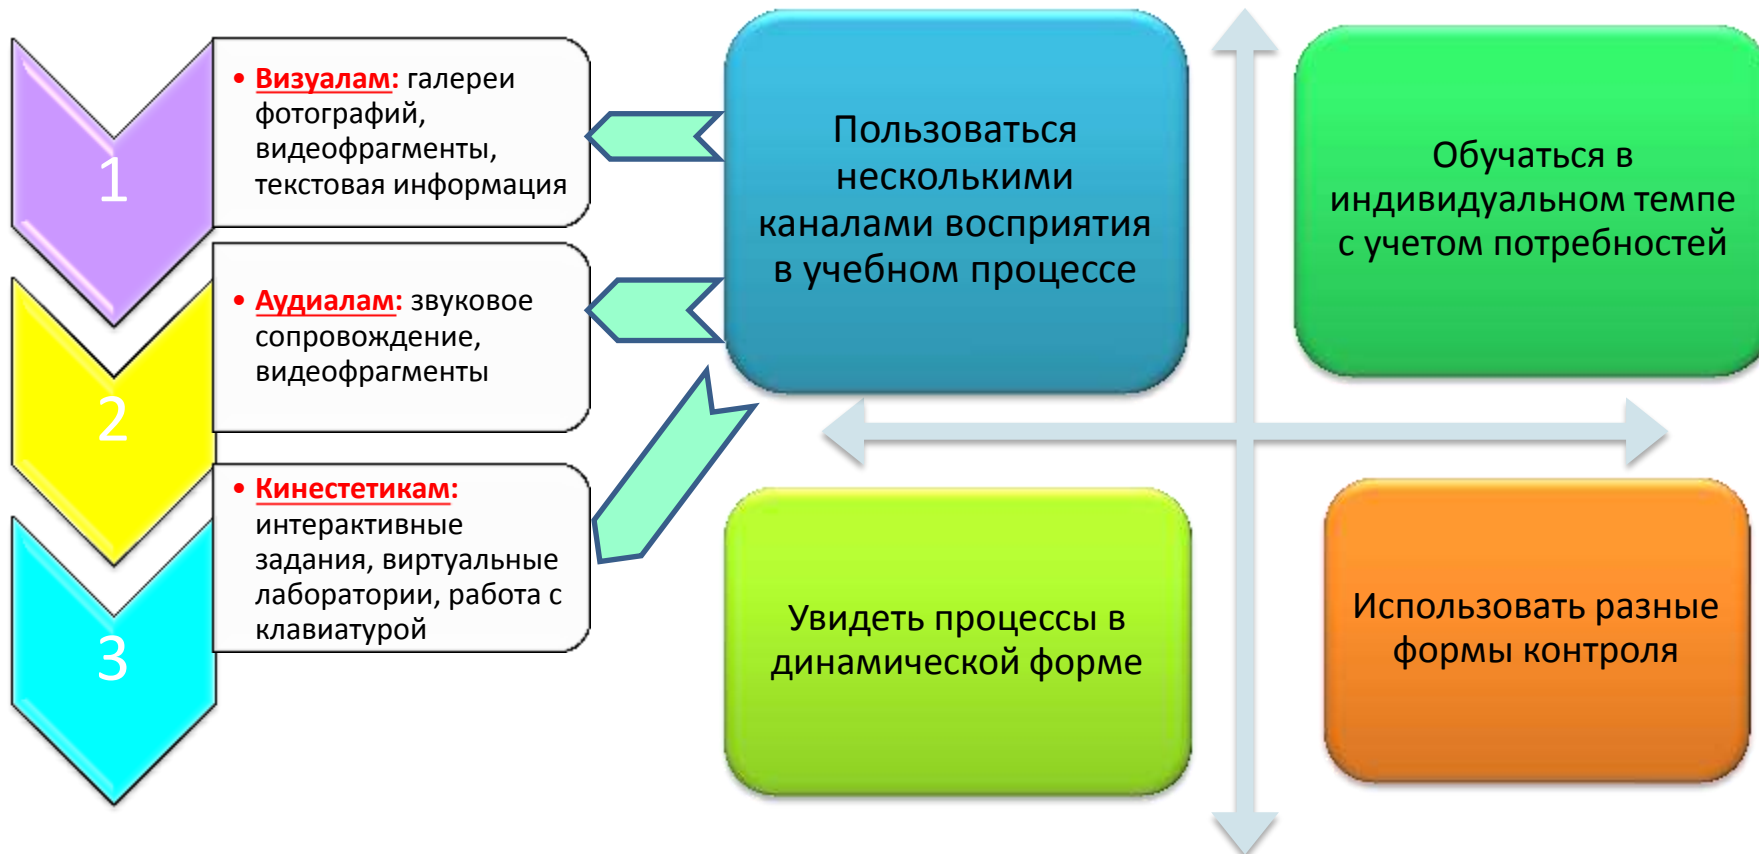 1
• Визуалам: галереи
фотографий,
видеофрагменты,
текстовая информация
2
• Аудиалам: звуковое
сопровождение,
видеофрагменты
3
• Кинестетикам:
интерактивные
задания, виртуальные
лаборатории, работа с
клавиатурой
Пользоваться
несколькими
каналами восприятия
в учебном процессе
Обучаться в
индивидуальном темпе
с учетом потребностей
Увидеть процессы в
динамической форме
Использовать разные
формы контроля